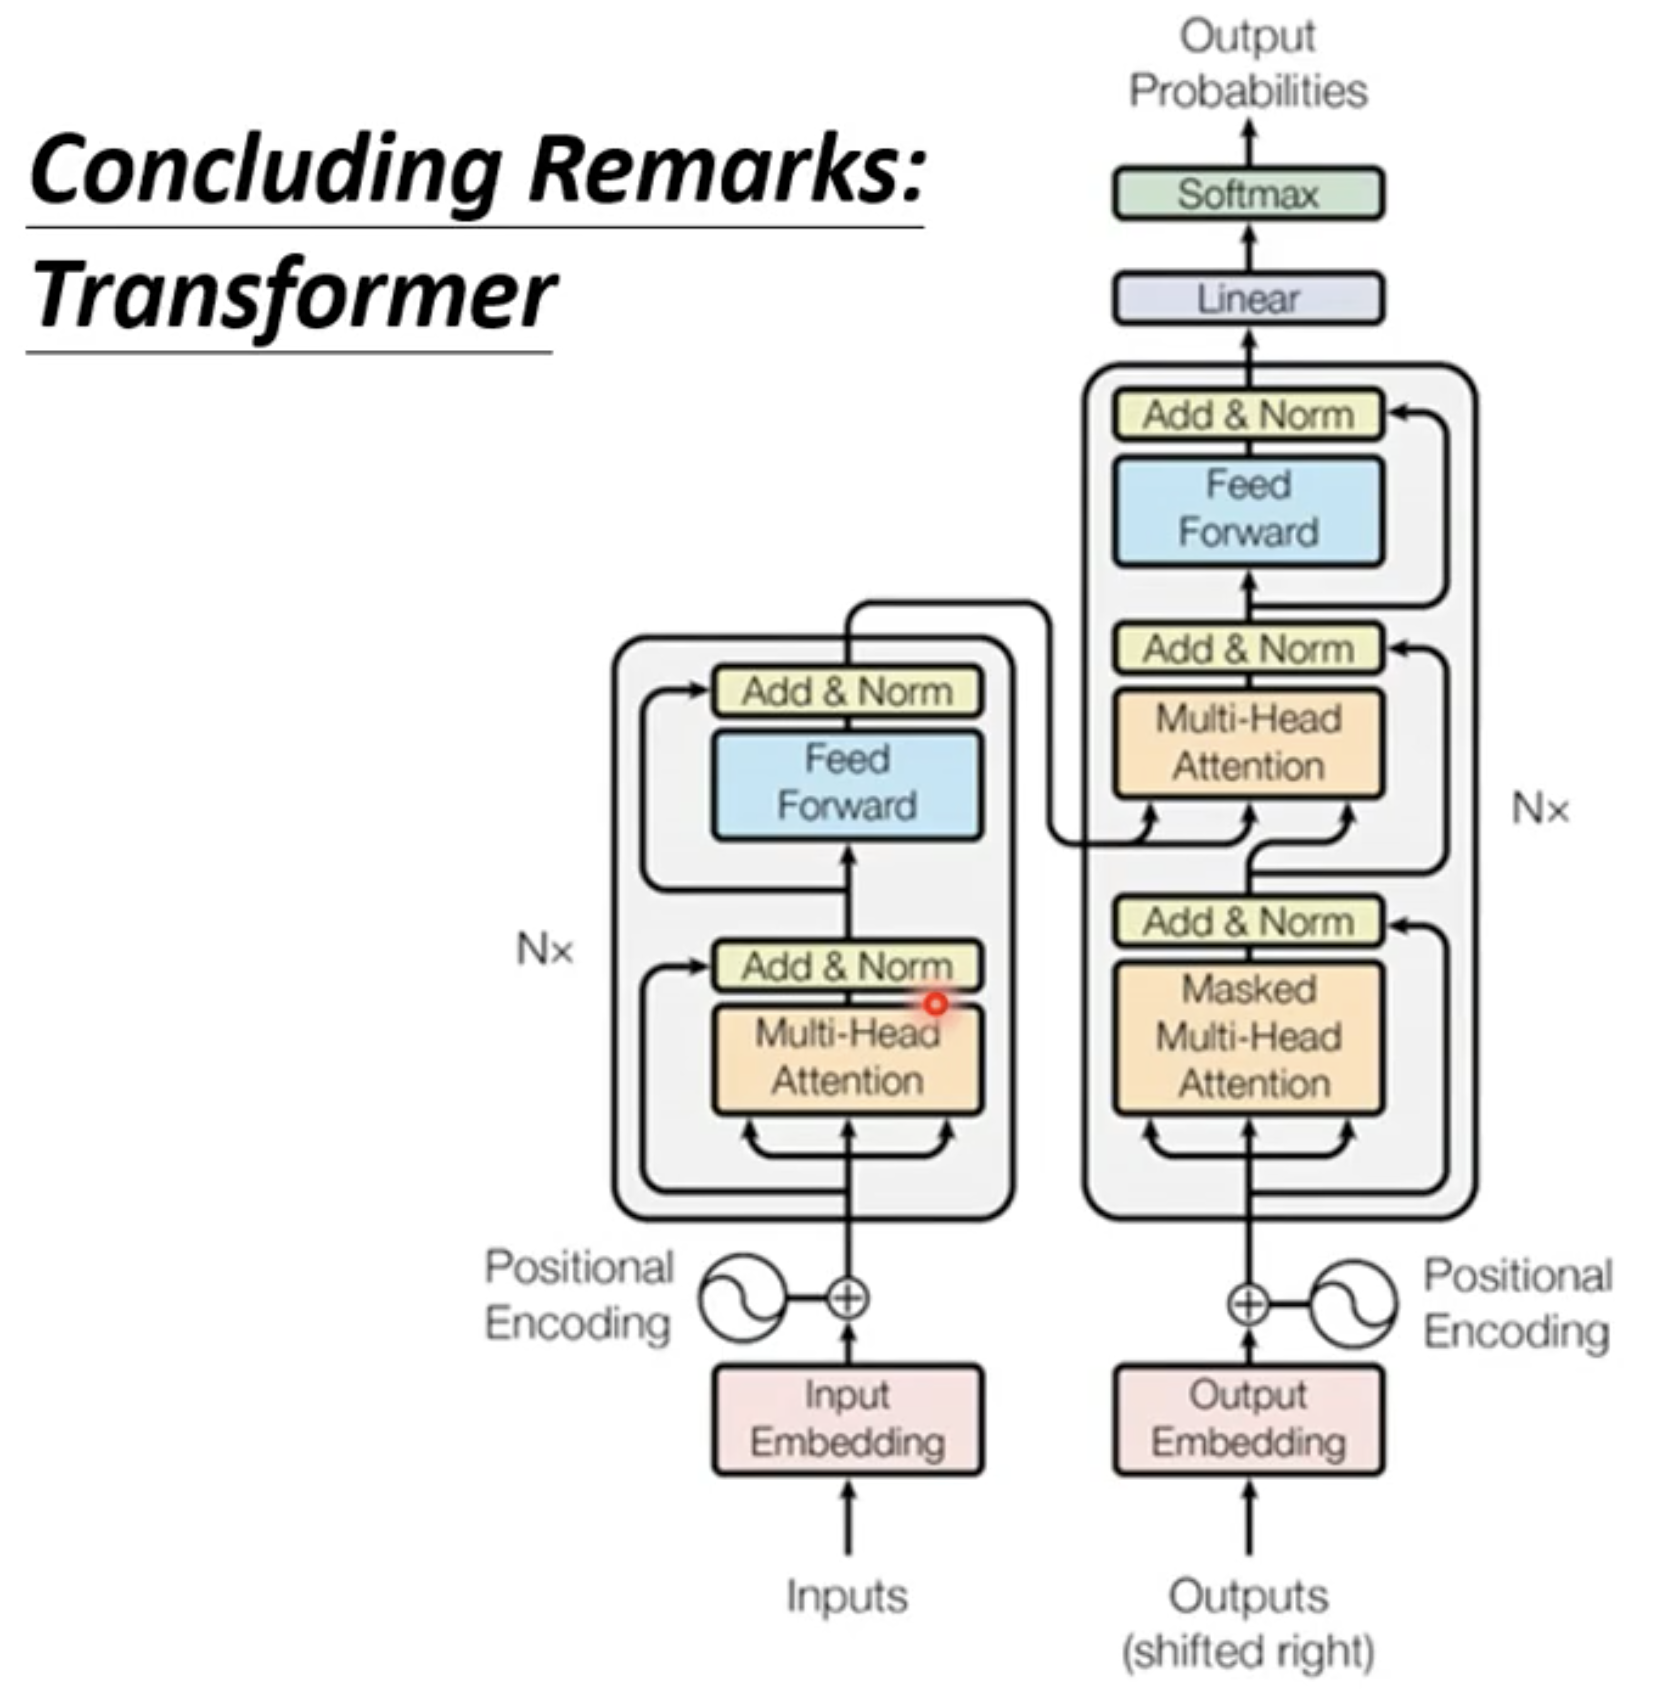 Concluding Remarks:
Transformer
Output
Probabilities
Softmax
Linear
Add & Norm
Feed
Forward
Add & Norm
Multi-Head
Attention
Nx
Add & Norm
Masked
Multi-Head
Attention
Positional
Encoding
Output
Embedding
Outputs
(shifted right)
Add & Norm
Feed
Forward
Nx
Add & Norm
Multi-Head
Attention
Positional
Encoding
Input
Embedding
Inputs